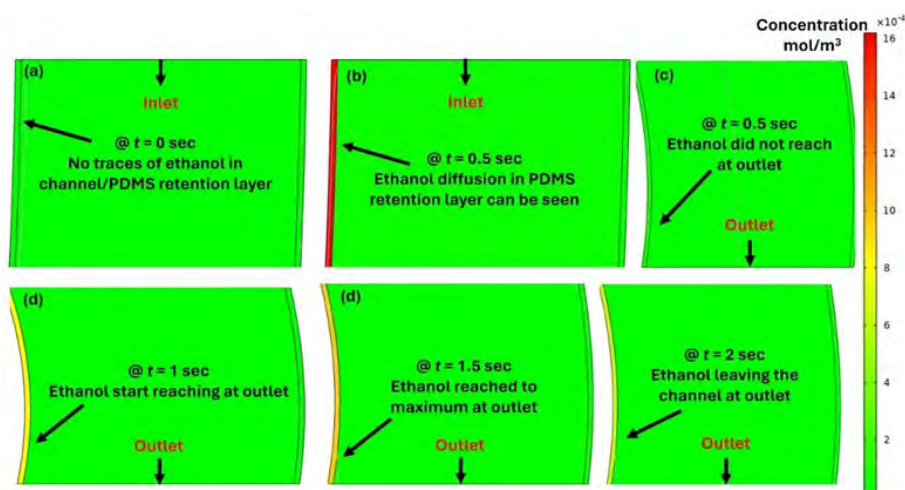 (a)
Inlet
@ t = 0 sec
No traces of ethanol in
channel/PDMS retention layer
(b)
Inlet
@ t = 0.5 sec
Ethanol diffusion in PDMS
retention layer can be seen
(c)
@ t = 0.5 sec
Ethanol did not reach
at outlet
Outlet
Concentration
mol/m³
×10⁻⁴
16
14
12
10
8
6
4
2
(d)
@ t = 1 sec
Ethanol start reaching at outlet
Outlet
(d)
@ t = 1.5 sec
Ethanol reached to
maximum at outlet
Outlet
@ t = 2 sec
Ethanol leaving the
channel at outlet
Outlet